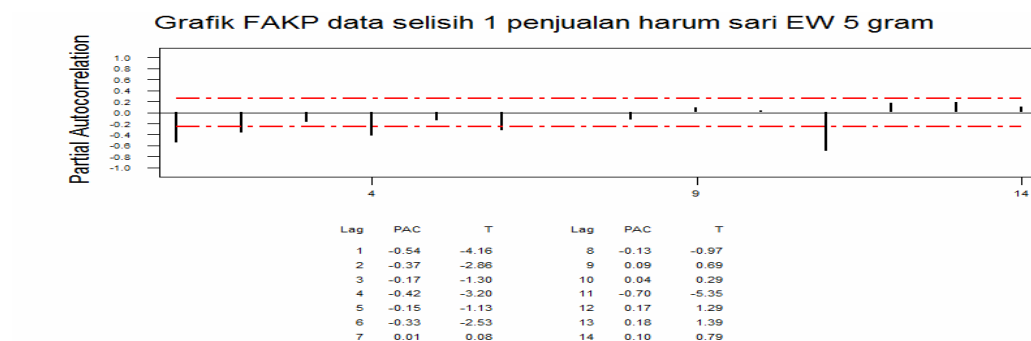 Grafik FAKP data selisih 1 penjualan harum sari EW 5 gram
Partial Autocorrelation
1.0
0.8
0.6
0.4
0.2
0.0
-0.2
-0.4
-0.6
-0.8
-1.0
4 9 14
Lag PAC T Lag PAC T
1 -0.54 -4.16 8 -0.13 -0.97
2 -0.37 -2.86 9 0.09 0.69
3 -0.17 -1.30 10 0.04 0.29
4 -0.42 -3.20 11 -0.70 -5.35
5 -0.15 -1.13 12 0.17 1.29
6 -0.33 -2.53 13 0.18 1.39
7 0.01 0.08 14 0.10 0.79